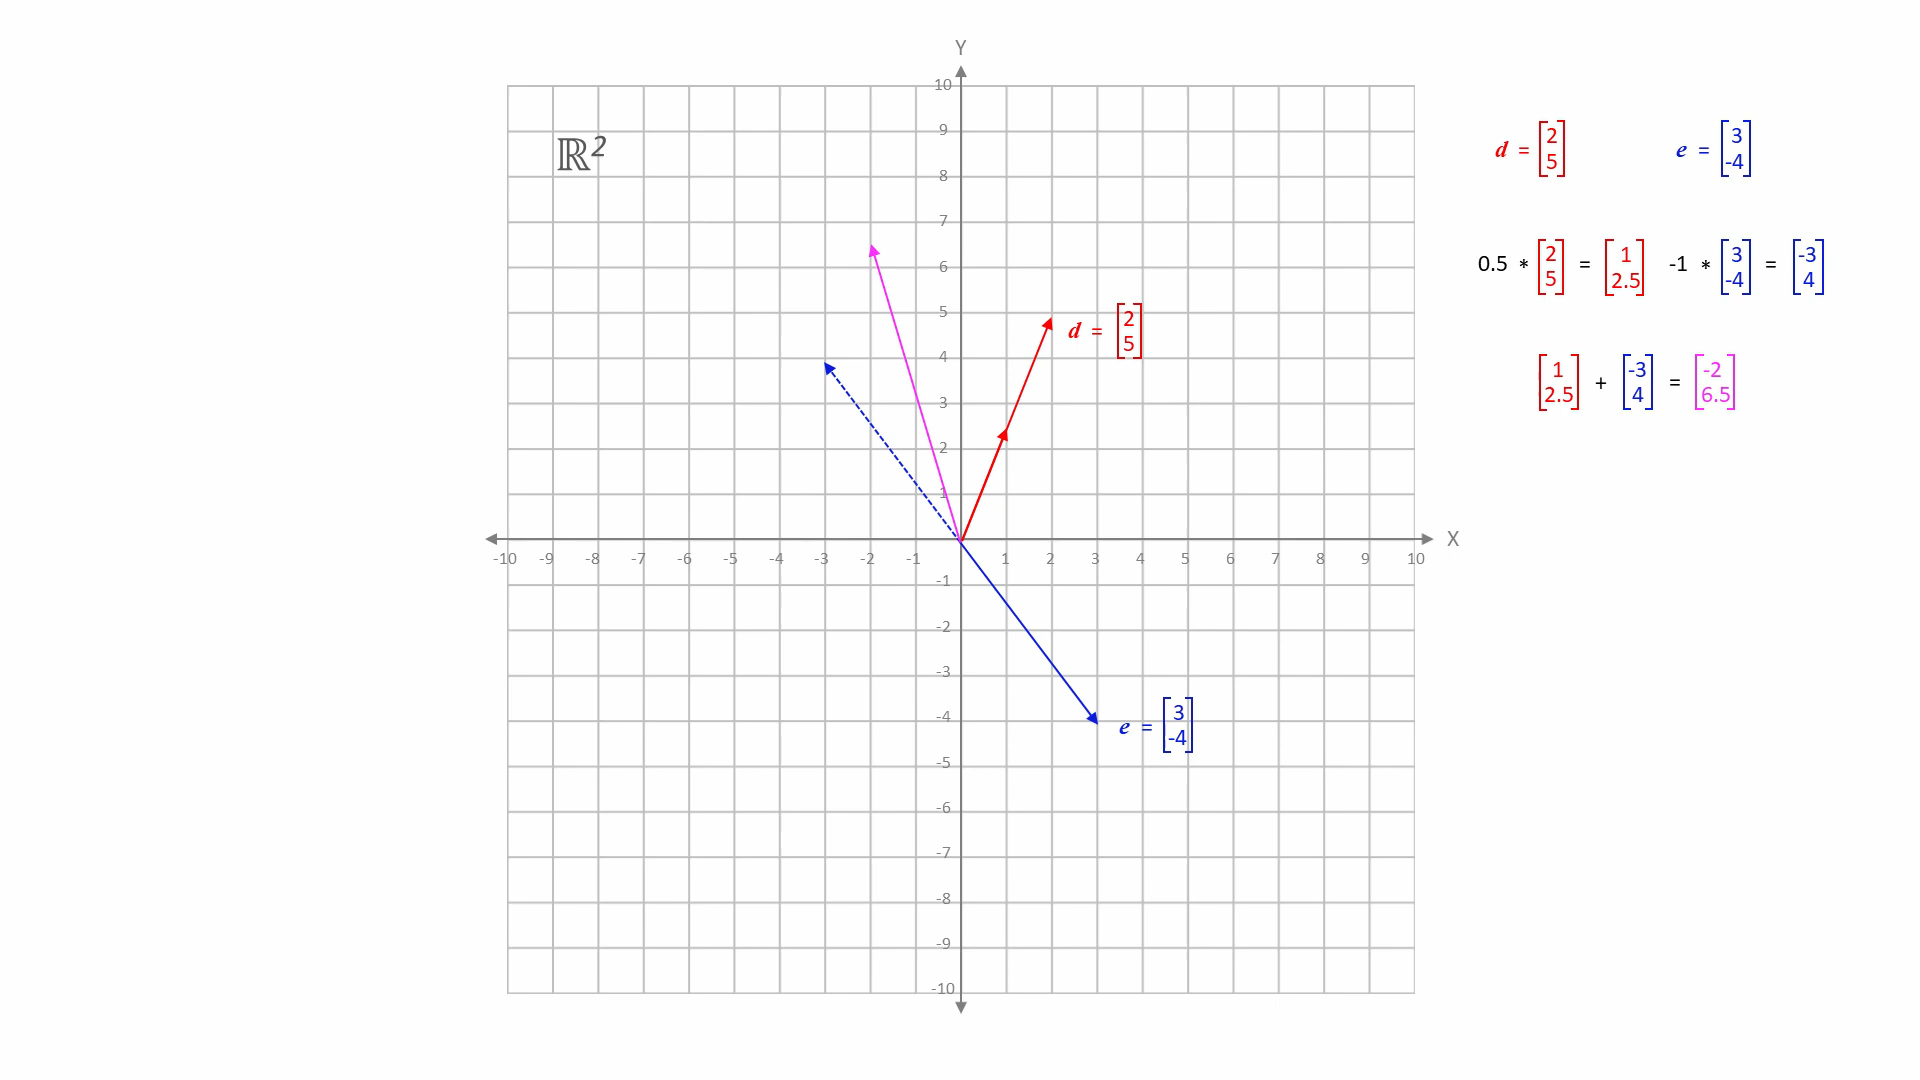 Y
ℝ²
10
9
8
7
6
5
4
3
2
1
-10 -9 -8 -7 -6 -5 -4 -3 -2 -1 1 2 3 4 5 6 7 8 9 10
X
-1
-2
-3
-4
-5
-6
-7
-8
-9
-10
d = [2 5]
e = [3 -4]
d = [2 5] e = [3 -4]
0.5 * [2 5] = [1 2.5] -1 * [3 -4] = [-3 4]
[1 2.5] + [-3 4] = [-2 6.5]